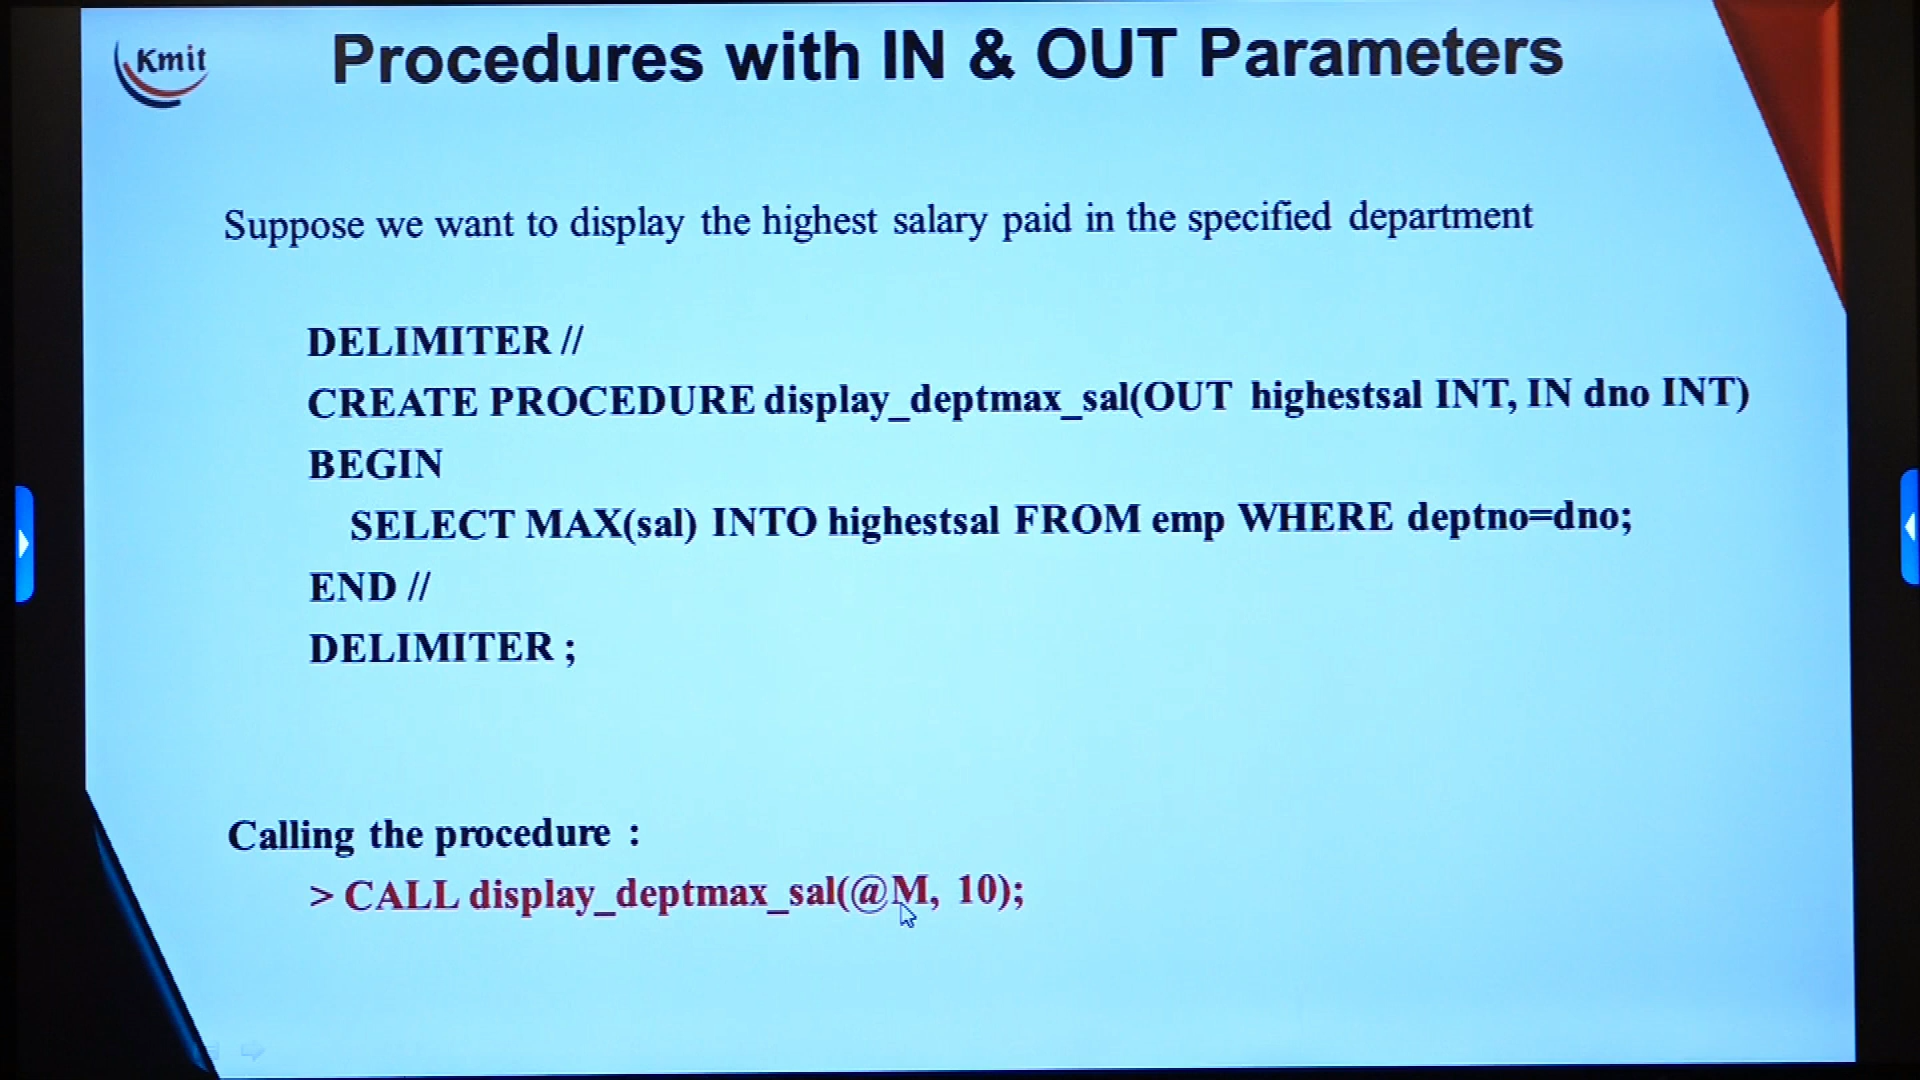 Kmit
Procedures with IN & OUT Parameters
Suppose we want to display the highest salary paid in the specified department
DELIMITER //
CREATE PROCEDURE display_deptmax_sal(OUT highestsal INT, IN dno INT)
BEGIN
SELECT MAX(sal) INTO highestsal FROM emp WHERE deptno=dno;
END //
DELIMITER ;
Calling the procedure :
> CALL display_deptmax_sal(@M, 10);